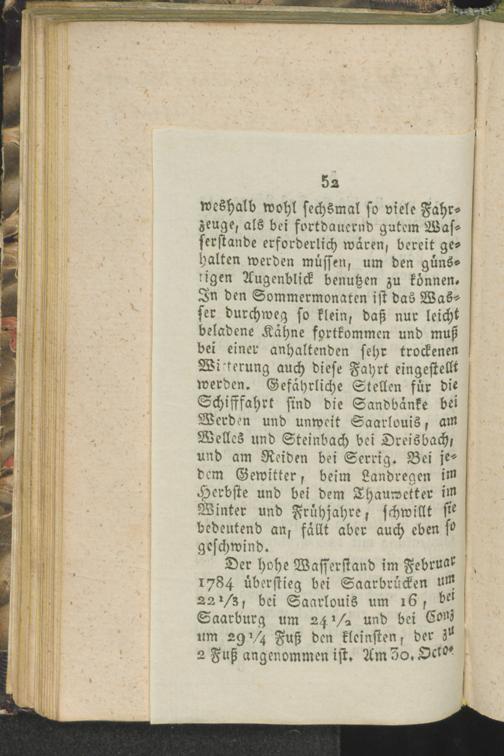 52
weshalb wohl sechsmal so viele Fahr-
zeuge, als bei fortdauernd gutem Was-
serstande erforderlich wären, bereit ge-
halten werden müssen, um den güns-
tigen Augenblick benutzen zu können.
In den Sommermonaten ist das Was-
ser durchweg so klein, daß nur leicht
beladene Kähne fortkommen und muß
bei einer anhaltenden sehr trockenen
Witterung auch diese Fahrt eingestellt
werden. Gefährliche Stellen für die
Schifffahrt sind die Sandbänke bei
Werden und unweit Saarlouis, am
Welles und Steinbach bei Dreisbach,
und am Reiden bei Serrig. Bei je-
dem Gewitter, beim Landregen im
Herbste und bei dem Thauwetter im
Winter und Frühjahre, schwillt sie
bedeutend an, fällt aber auch eben so
geschwind.
Der hohe Wasserstand im Februar
1784 überstieg bei Saarbrücken um
22 1/3, bei Saarlouis um 16, bei
Saarburg um 24 1/2 und bei Conz
um 29 1/4 Fuß den kleinsten, der zu
2 Fuß angenommen ist. Am 30. Octo-